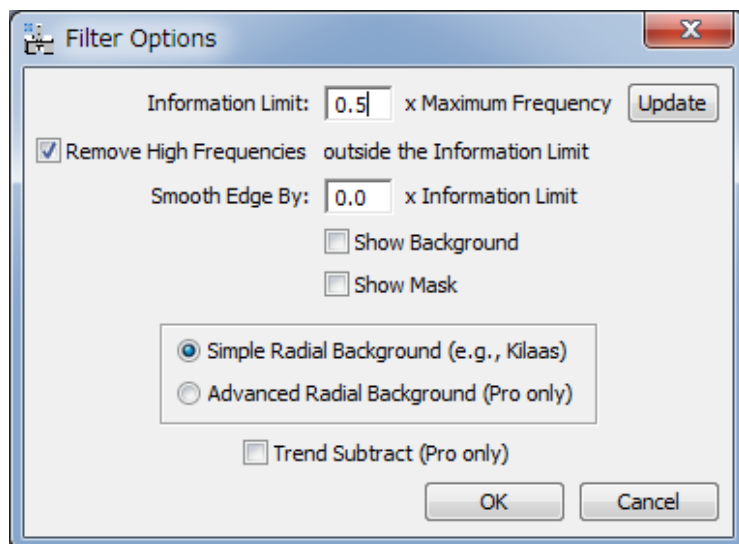 Filter Options
Information Limit: 0.5 x Maximum Frequency Update
Remove High Frequencies outside the Information Limit
Smooth Edge By: 0.0 x Information Limit
Show Background
Show Mask
Simple Radial Background (e.g., Kilaas)
Advanced Radial Background (Pro only)
Trend Subtract (Pro only)
OK Cancel